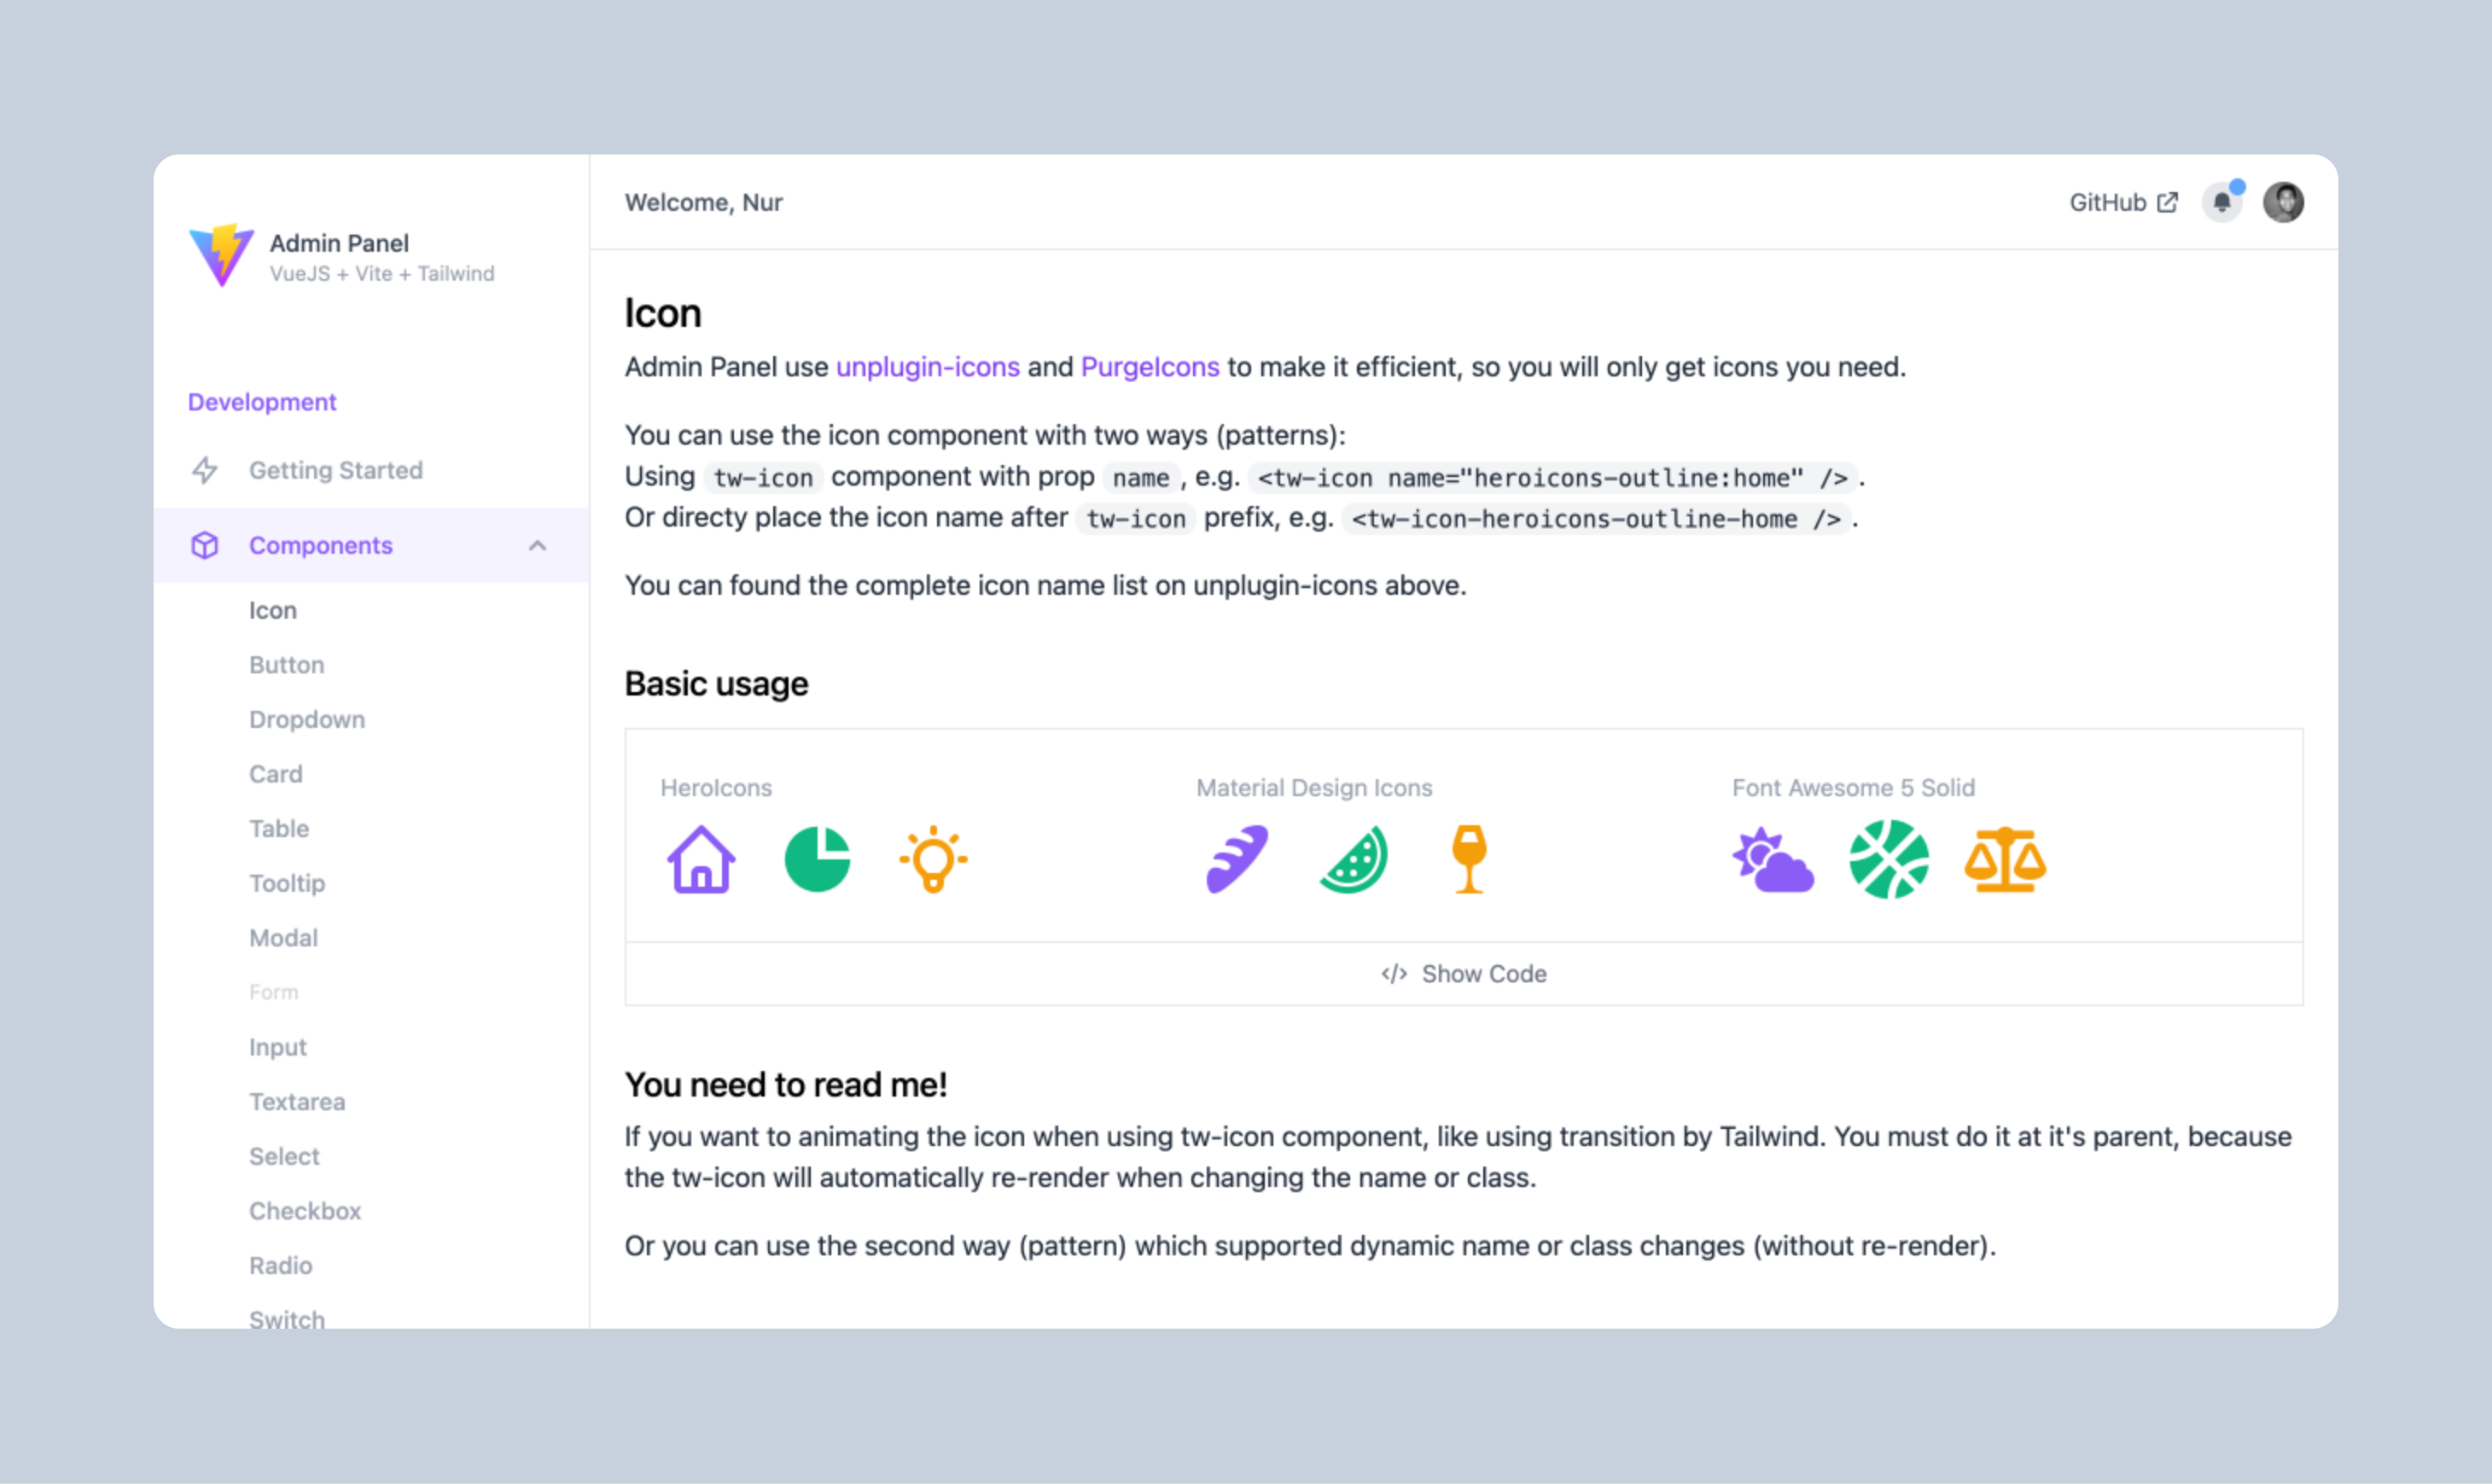 Admin Panel
VueJS + Vite + Tailwind
Development
Getting Started
Components
Icon
Button
Dropdown
Card
Table
Tooltip
Modal
Form
Input
Textarea
Select
Checkbox
Radio
Switch
Welcome, Nur
GitHub
Icon
Admin Panel use unplugin-icons and PurgeIcons to make it efficient, so you will only get icons you need.
You can use the icon component with two ways (patterns):
Using tw-icon component with prop name , e.g. <tw-icon name="heroicons-outline:home" /> .
Or directy place the icon name after tw-icon prefix, e.g. <tw-icon-heroicons-outline-home /> .
You can found the complete icon name list on unplugin-icons above.
Basic usage
HeroIcons
Material Design Icons
Font Awesome 5 Solid
</> Show Code
You need to read me!
If you want to animating the icon when using tw-icon component, like using transition by Tailwind. You must do it at it's parent, because
the tw-icon will automatically re-render when changing the name or class.
Or you can use the second way (pattern) which supported dynamic name or class changes (without re-render).